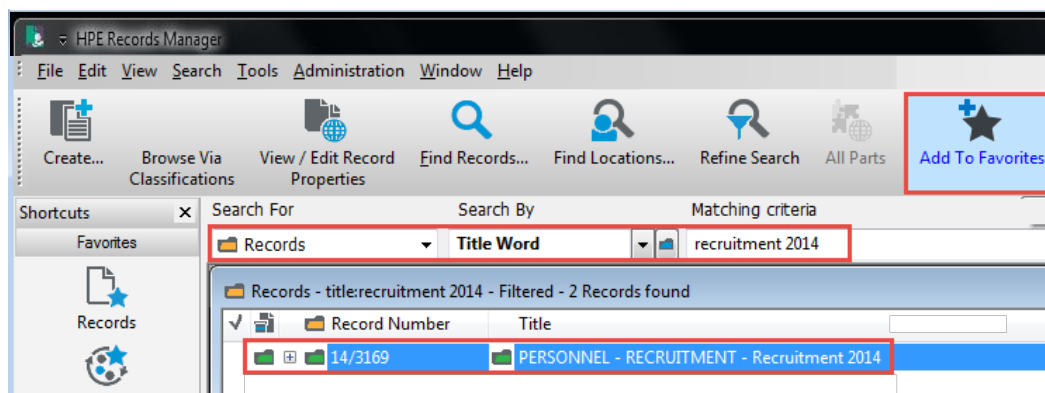 HPE Records Manager
File Edit View Search Tools Administration Window Help
Create... Browse Via View / Edit Record Find Records... Find Locations... Refine Search All Parts Add To Favorites
Classifications Properties
Shortcuts x Search For Search By Matching criteria
Favorites Records Title Word recruitment 2014
Records - title:recruitment 2014 - Filtered - 2 Records found
Records Record Number Title
14/3169 PERSONNEL - RECRUITMENT - Recruitment 2014